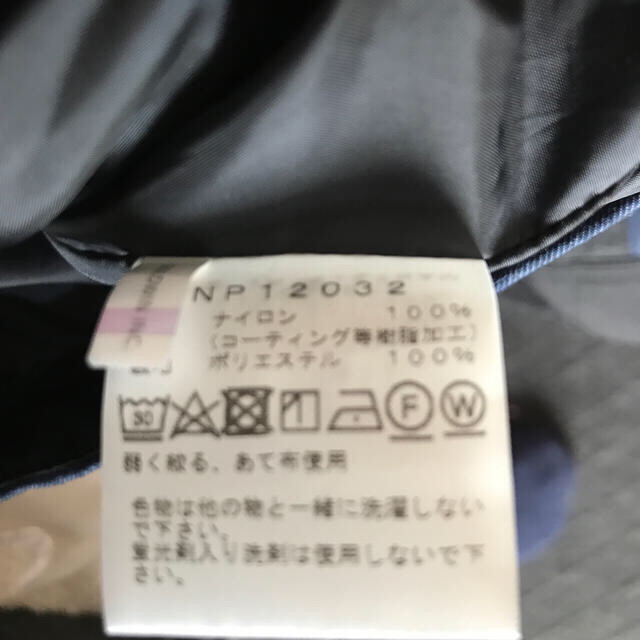 NP12032
ナイロン 100%
(コーティング等樹脂加工)
ポリエステル 100%
30 F W
弱く絞る、あて布使用
色物は他の物と一緒に洗濯しない
で下さい。
蛍光剤入り洗剤は使用しないで下
さい。